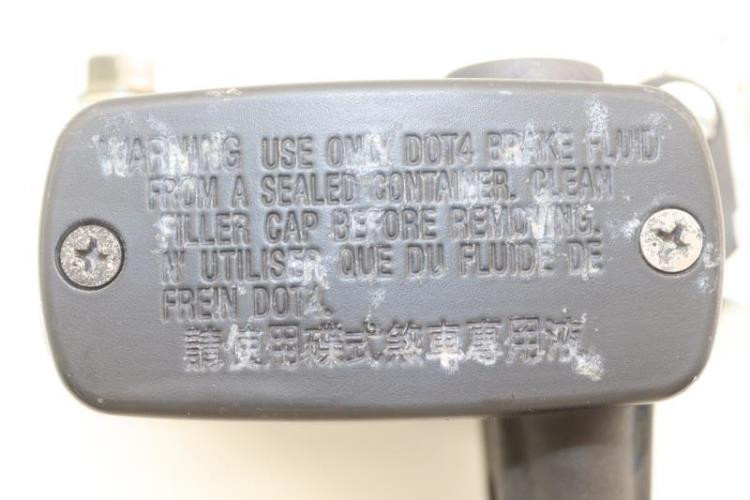 WARNING USE ONLY DOT4 BRAKE FLUID
FROM A SEALED CONTAINER. CLEAN
FILLER CAP BEFORE REMOVING.
N' UTILISER QUE DU FLUIDE DE
FREIN DOT4.
請使用碟式煞車專用液